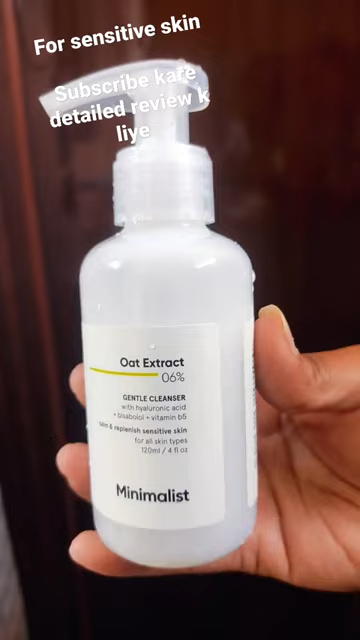 For sensitive skin
Subscribe kare
detailed review k
liye
Oat Extract
06%
GENTLE CLEANSER
with hyaluronic acid
+ bisabolol + vitamin b5
calm & replenish sensitive skin
for all skin types
120ml / 4 fl oz
Minimalist